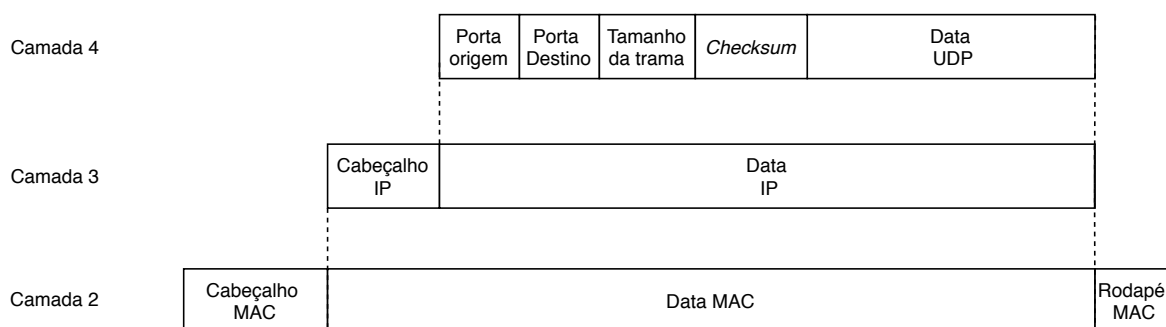 Camada 4
Porta
origem
Porta
Destino
Tamanho
da trama
Checksum
Data
UDP
Camada 3
Cabeçalho
IP
Data
IP
Camada 2
Cabeçalho
MAC
Data MAC
Rodapé
MAC